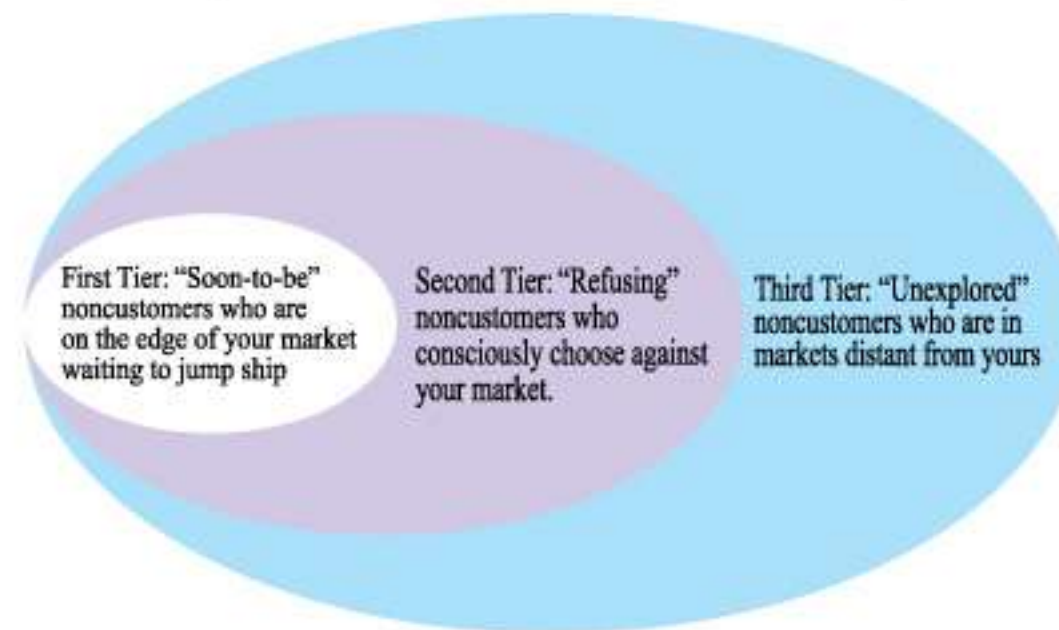 First Tier: “Soon-to-be”
noncustomers who are
on the edge of your market
waiting to jump ship
Second Tier: “Refusing”
noncustomers who
consciously choose against
your market.
Third Tier: “Unexplored”
noncustomers who are in
markets distant from yours